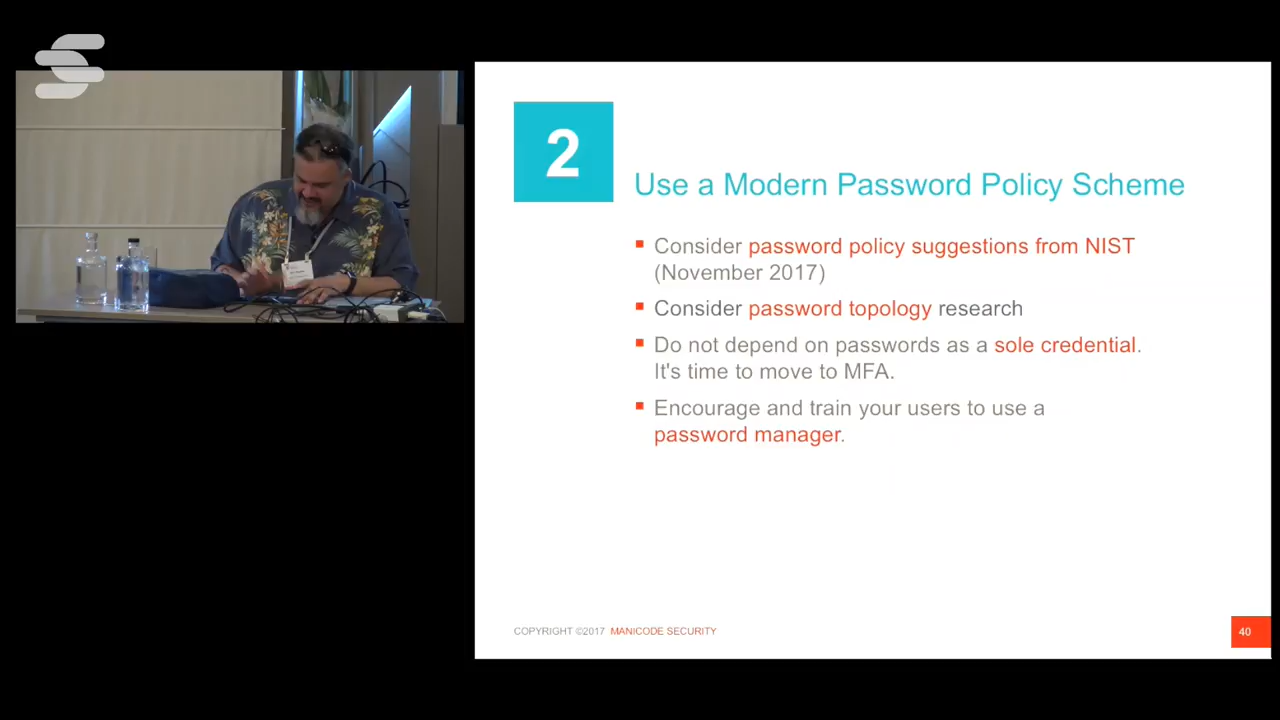 2
Use a Modern Password Policy Scheme
Consider password policy suggestions from NIST
(November 2017)
Consider password topology research
Do not depend on passwords as a sole credential.
It's time to move to MFA.
Encourage and train your users to use a
password manager.
COPYRIGHT ©2017 MANICODE SECURITY
40